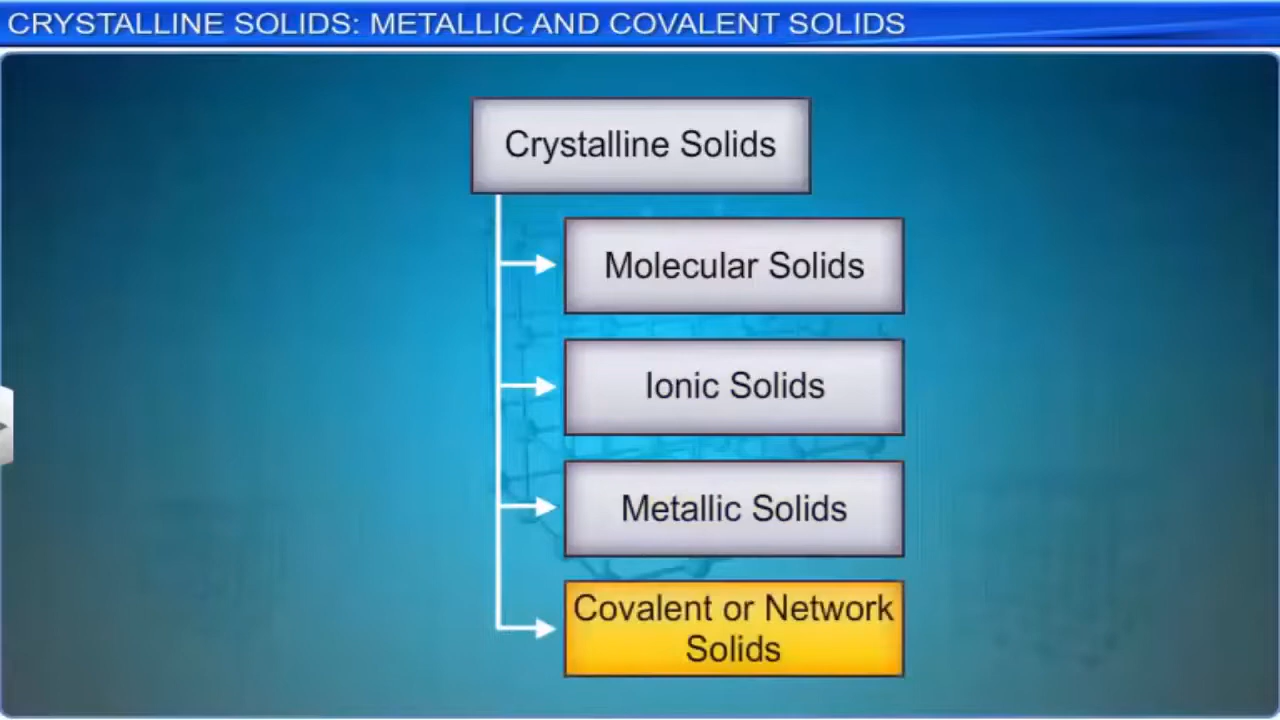 CRYSTALLINE SOLIDS: METALLIC AND COVALENT SOLIDS
Crystalline Solids
Molecular Solids
Ionic Solids
Metallic Solids
Covalent or Network
Solids